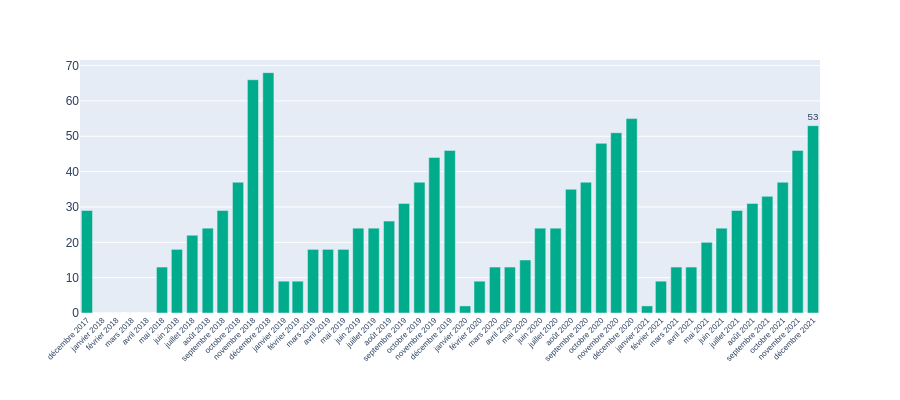 70
60
50
40
30
20
10
0
53
décembre 2017
janvier 2018
février 2018
mars 2018
avril 2018
mai 2018
juin 2018
juillet 2018
août 2018
septembre 2018
octobre 2018
novembre 2018
décembre 2018
janvier 2019
février 2019
mars 2019
avril 2019
mai 2019
juin 2019
juillet 2019
août 2019
septembre 2019
octobre 2019
novembre 2019
décembre 2019
janvier 2020
février 2020
mars 2020
avril 2020
mai 2020
juin 2020
juillet 2020
août 2020
septembre 2020
octobre 2020
novembre 2020
décembre 2020
janvier 2021
février 2021
mars 2021
avril 2021
mai 2021
juin 2021
juillet 2021
août 2021
septembre 2021
octobre 2021
novembre 2021
décembre 2021